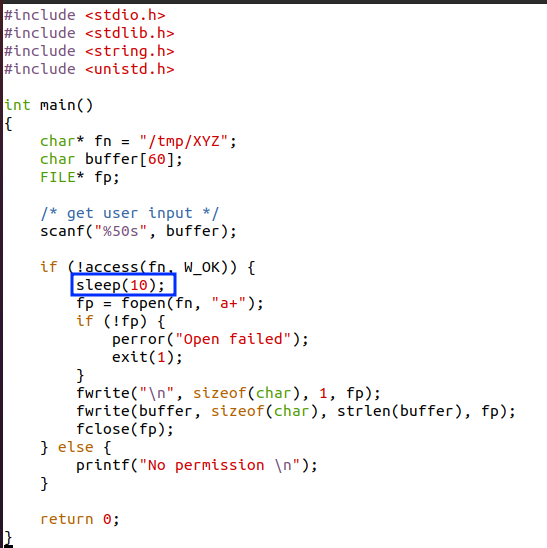 #include <stdio.h>
#include <stdlib.h>
#include <string.h>
#include <unistd.h>

int main()
{
    char* fn = "/tmp/XYZ";
    char buffer[60];
    FILE* fp;

    /* get user input */
    scanf("%50s", buffer);

    if (!access(fn, W_OK)) {
        sleep(10);
        fp = fopen(fn, "a+");
        if (!fp) {
            perror("Open failed");
            exit(1);
        }
        fwrite("\n", sizeof(char), 1, fp);
        fwrite(buffer, sizeof(char), strlen(buffer), fp);
        fclose(fp);
    } else {
        printf("No permission \n");
    }

    return 0;
}